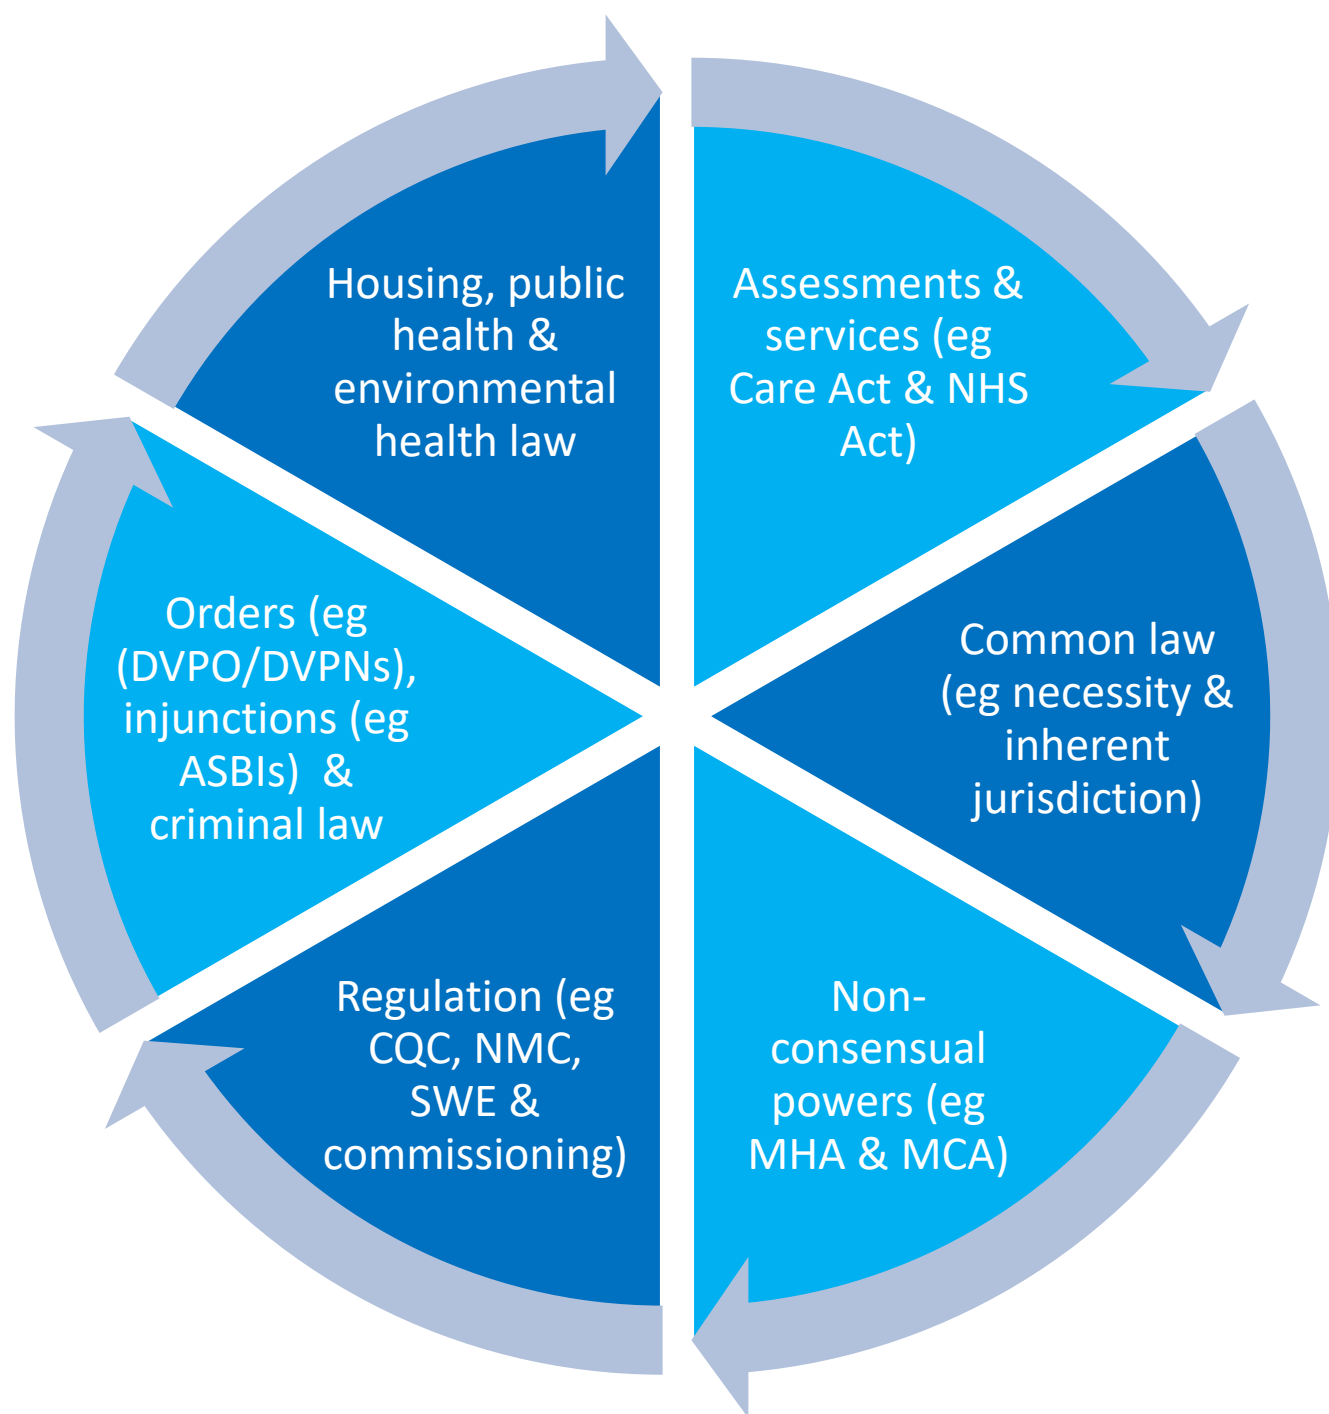 Assessments &
services (eg
Care Act & NHS
Act)
Common law
(eg necessity &
inherent
jurisdiction)
Non-
consensual
powers (eg
MHA & MCA)
Regulation (eg
CQC, NMC,
SWE &
commissioning)
Orders (eg
(DVPO/DVPNs),
injunctions (eg
ASBIs)  &
criminal law
Housing, public
health &
environmental
health law